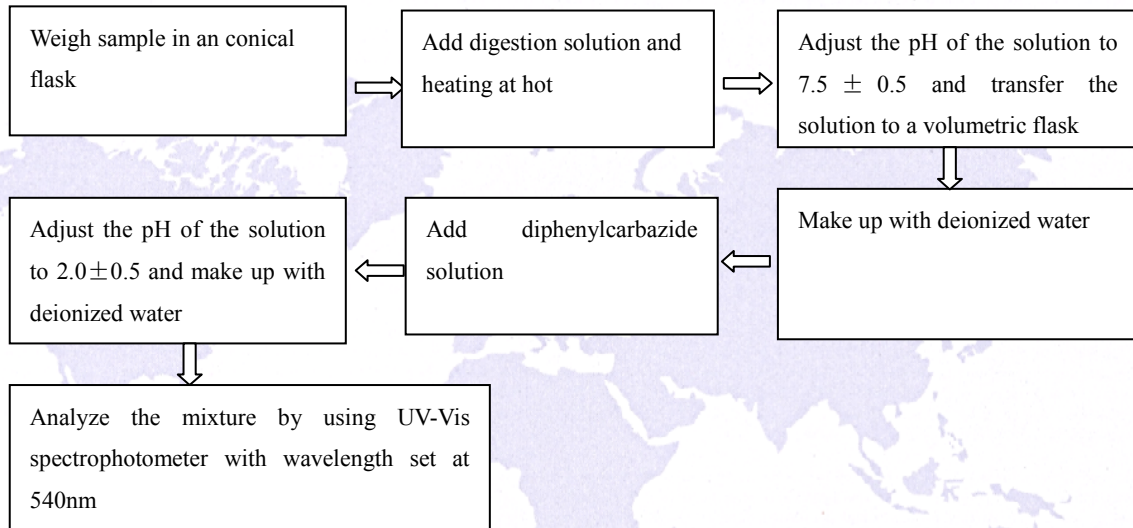 Weigh sample in an conical
flask
Add digestion solution and
heating at hot
Adjust the pH of the solution to
7.5 ± 0.5 and transfer the
solution to a volumetric flask
Make up with deionized water
Add diphenylcarbazide
solution
Adjust the pH of the solution
to 2.0±0.5 and make up with
deionized water
Analyze the mixture by using UV-Vis
spectrophotometer with wavelength set at
540nm